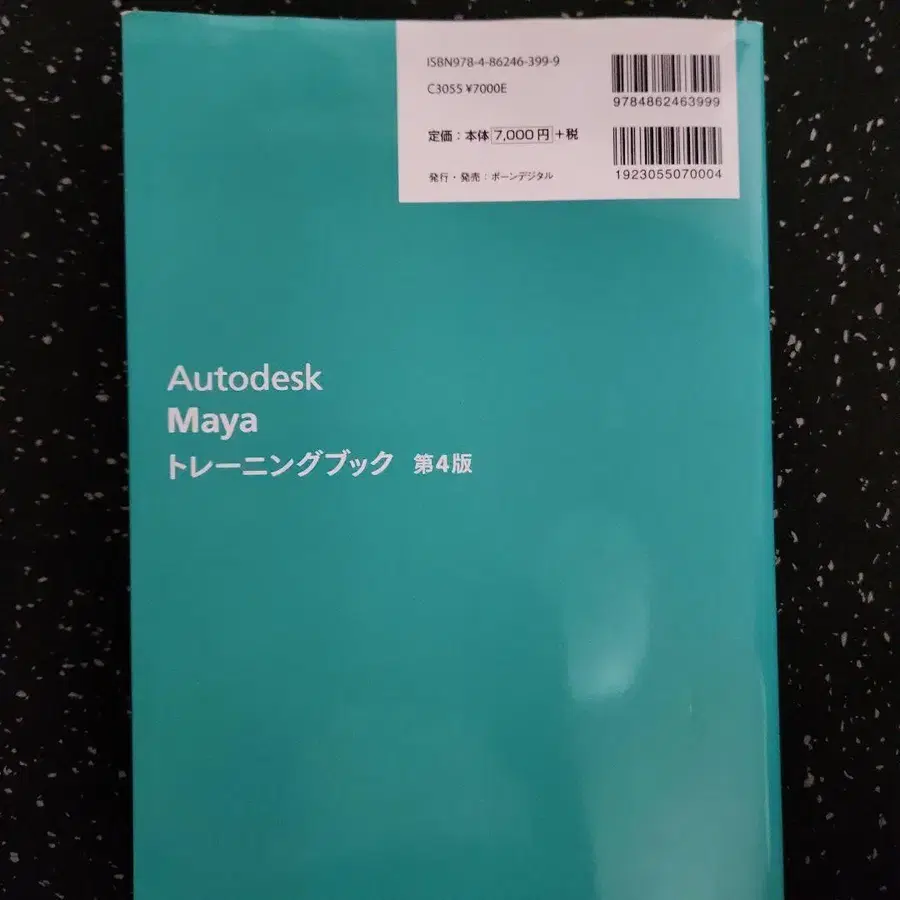 ISBN978-4-86246-399-9
C3055 ¥7000E
定価：本体7,000円+税
発行・発売：ボーンデジタル
9784862463999
1923055070004
Autodesk
Maya
トレーニングブック 第4版